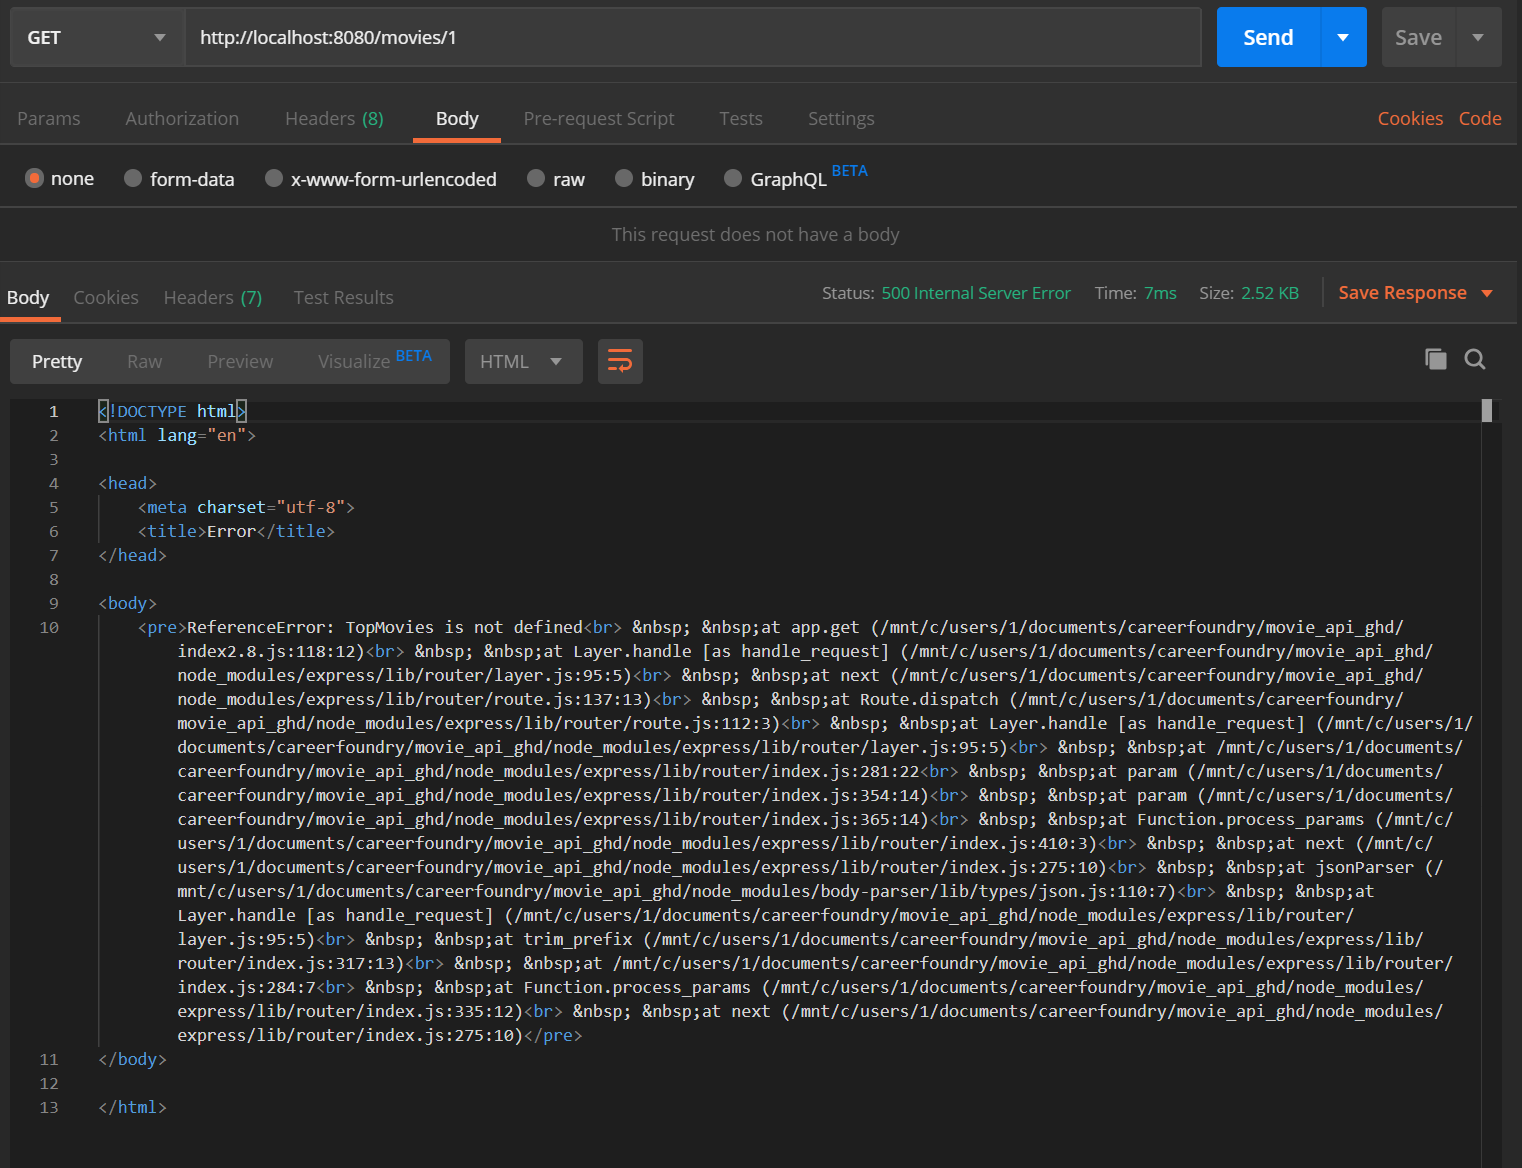 GET http://localhost:8080/movies/1 Send Save
Params Authorization Headers (8) Body Pre-request Script Tests Settings Cookies Code
none form-data x-www-form-urlencoded raw binary GraphQL BETA
This request does not have a body
Body Cookies Headers (7) Test Results Status: 500 Internal Server Error Time: 7ms Size: 2.52 KB Save Response
Pretty Raw Preview Visualize BETA HTML
1 <!DOCTYPE html>
2 <html lang="en">
3
4 <head>
5 <meta charset="utf-8">
6 <title>Error</title>
7 </head>
8
9 <body>
10 <pre>ReferenceError: TopMovies is not defined<br> &nbsp; &nbsp;at app.get (/mnt/c/users/1/documents/careerfoundry/movie_api_ghd/
index2.8.js:118:12)<br> &nbsp; &nbsp;at Layer.handle [as handle_request] (/mnt/c/users/1/documents/careerfoundry/movie_api_ghd/
node_modules/express/lib/router/layer.js:95:5)<br> &nbsp; &nbsp;at next (/mnt/c/users/1/documents/careerfoundry/movie_api_ghd/
node_modules/express/lib/router/route.js:137:13)<br> &nbsp; &nbsp;at Route.dispatch (/mnt/c/users/1/documents/careerfoundry/
movie_api_ghd/node_modules/express/lib/router/route.js:112:3)<br> &nbsp; &nbsp;at Layer.handle [as handle_request] (/mnt/c/users/1/
documents/careerfoundry/movie_api_ghd/node_modules/express/lib/router/layer.js:95:5)<br> &nbsp; &nbsp;at /mnt/c/users/1/documents/
careerfoundry/movie_api_ghd/node_modules/express/lib/router/index.js:281:22<br> &nbsp; &nbsp;at param (/mnt/c/users/1/documents/
careerfoundry/movie_api_ghd/node_modules/express/lib/router/index.js:354:14)<br> &nbsp; &nbsp;at param (/mnt/c/users/1/documents/
careerfoundry/movie_api_ghd/node_modules/express/lib/router/index.js:365:14)<br> &nbsp; &nbsp;at Function.process_params (/mnt/c/
users/1/documents/careerfoundry/movie_api_ghd/node_modules/express/lib/router/index.js:410:3)<br> &nbsp; &nbsp;at next (/mnt/c/
users/1/documents/careerfoundry/movie_api_ghd/node_modules/express/lib/router/index.js:275:10)<br> &nbsp; &nbsp;at jsonParser (/
mnt/c/users/1/documents/careerfoundry/movie_api_ghd/node_modules/body-parser/lib/types/json.js:110:7)<br> &nbsp; &nbsp;at
Layer.handle [as handle_request] (/mnt/c/users/1/documents/careerfoundry/movie_api_ghd/node_modules/express/lib/router/
layer.js:95:5)<br> &nbsp; &nbsp;at trim_prefix (/mnt/c/users/1/documents/careerfoundry/movie_api_ghd/node_modules/express/lib/
router/index.js:317:13)<br> &nbsp; &nbsp;at /mnt/c/users/1/documents/careerfoundry/movie_api_ghd/node_modules/express/lib/router/
index.js:284:7<br> &nbsp; &nbsp;at Function.process_params (/mnt/c/users/1/documents/careerfoundry/movie_api_ghd/node_modules/
express/lib/router/index.js:335:12)<br> &nbsp; &nbsp;at next (/mnt/c/users/1/documents/careerfoundry/movie_api_ghd/node_modules/
express/lib/router/index.js:275:10)</pre>
11 </body>
12
13 </html>